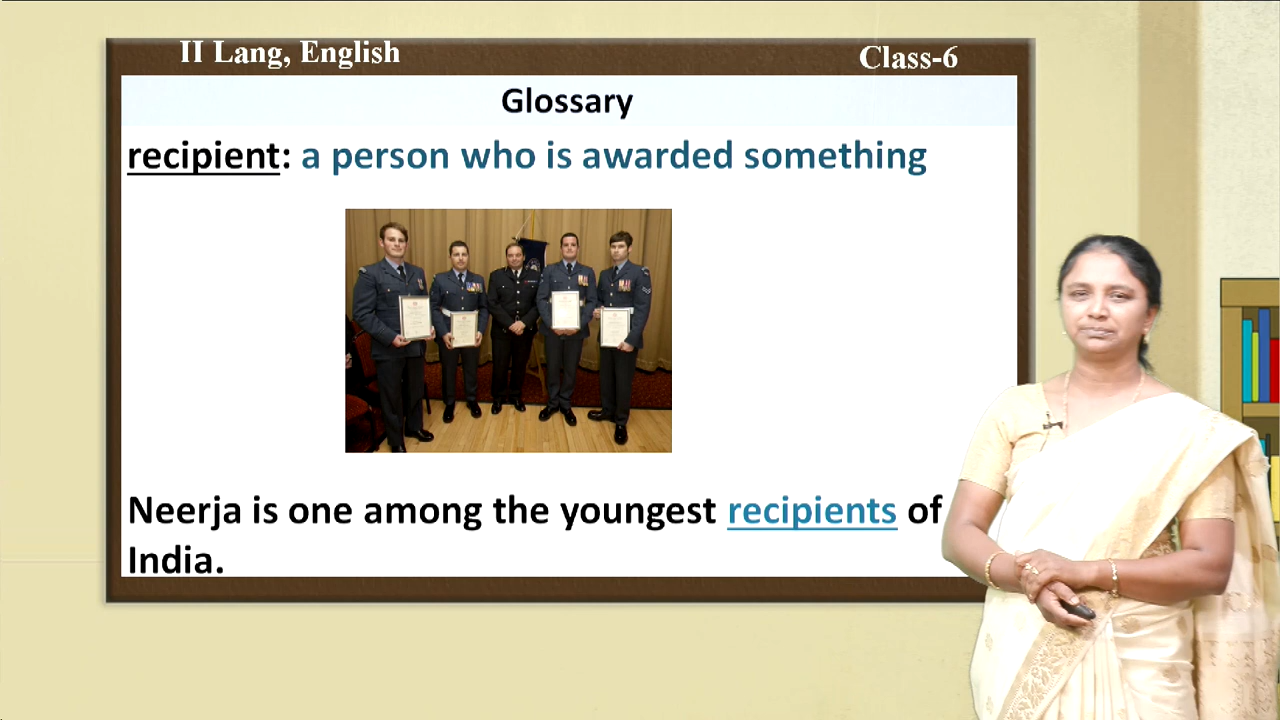 II Lang, English
Class-6
Glossary
recipient: a person who is awarded something
Neerja is one among the youngest recipients of
India.